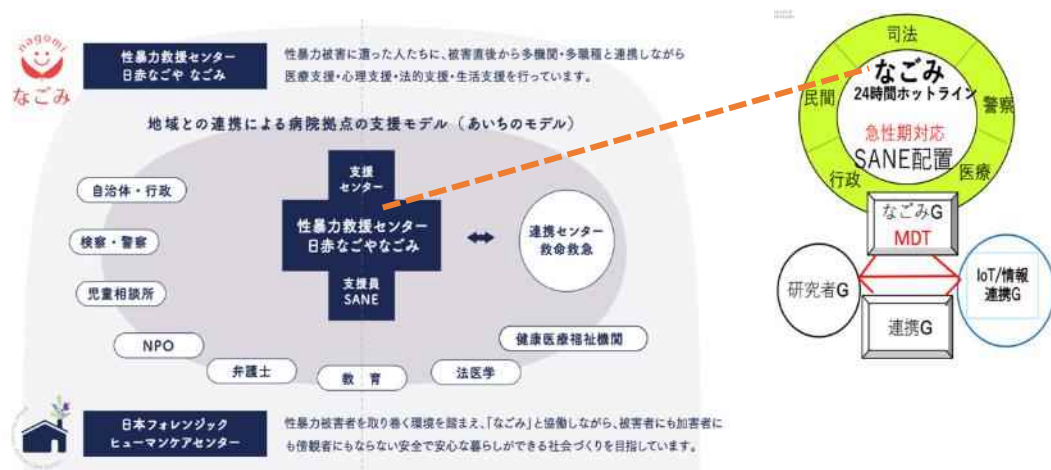 nagomi
なごみ
性暴力救援センター
日赤なごや なごみ
性暴力被害に遭った人たちに、被害直後から多機関・多職種と連携しながら
医療支援・心理支援・法的支援・生活支援を行っています。
地域との連携による病院拠点の支援モデル（あいちのモデル）
支援
センター
性暴力救援センター
日赤なごやなごみ
支援員
SANE
連携センター
救命救急
自治体・行政
検察・警察
児童相談所
NPO
弁護士
教 育
法医学
健康医療福祉機関
日本フォレンジック
ヒューマンケアセンター
性暴力被害者を取り巻く環境を踏まえ、「なごみ」と協働しながら、被害者にも加害者に
も傍観者にもならない安全で安心な暮らしができる社会づくりを目指しています。
司法
民間
警察
行政
医療
なごみ
24時間ホットライン
急性期対応
SANE配置
なごみG
MDT
研究者G
IoT/情報
連携G
連携G